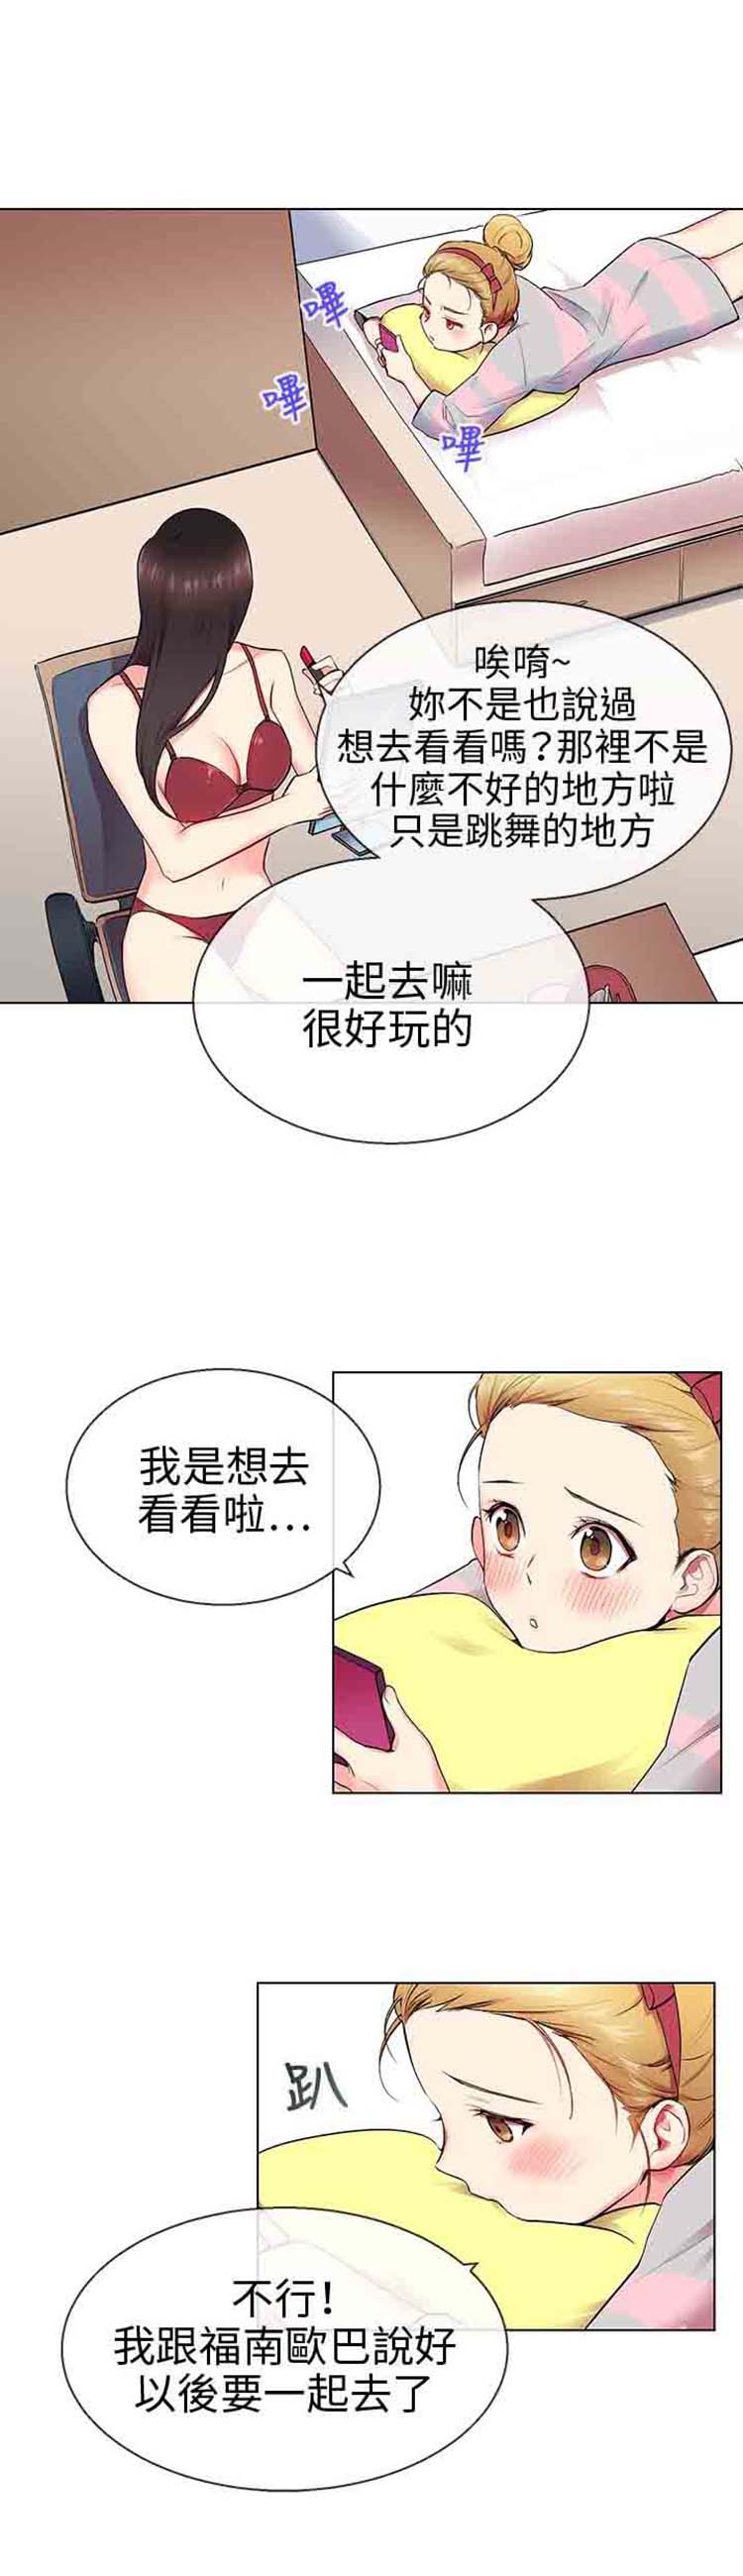 嗶
嗶
嗶
唉唷~
妳不是也說過
想去看看嗎?那裡不是
什麼不好的地方啦
只是跳舞的地方
一起去嘛
很好玩的
我是想去
看看啦...
趴
不行!
我跟福南歐巴說好
以後要一起去了